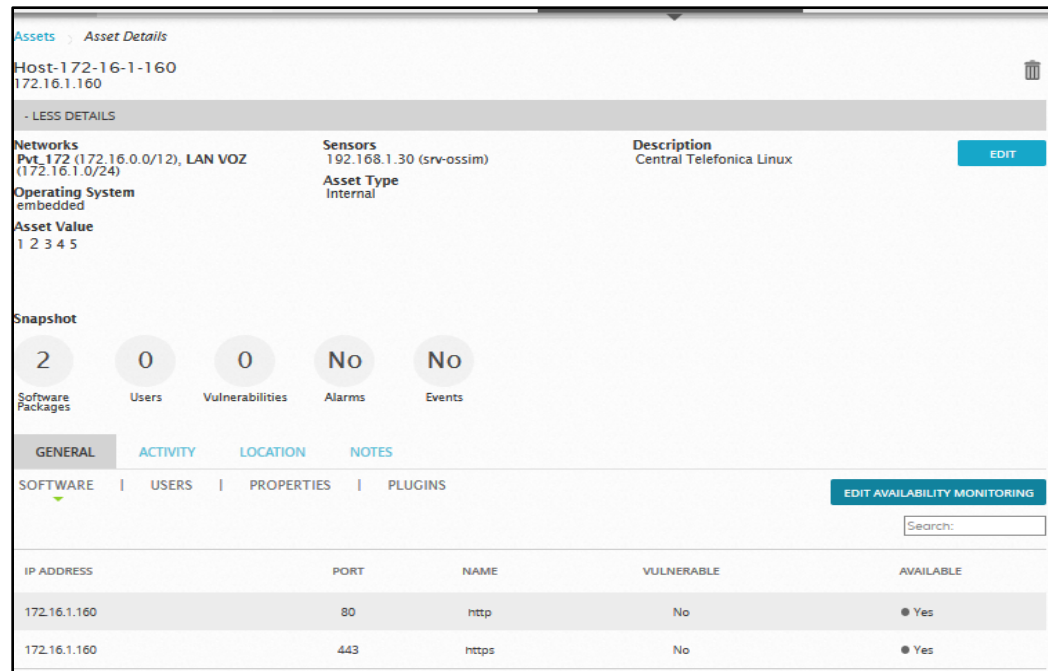 Assets Asset Details
Host-172-16-1-160
172.16.1.160
- LESS DETAILS
Networks
Pvt_172 (172.16.0.0/12), LAN VOZ
(172.16.1.0/24)
Operating System
embedded
Asset Value
1 2 3 4 5
Sensors
192.168.1.30 (srv-ossim)
Asset Type
Internal
Description
Central Telefonica Linux
EDIT
Snapshot
2 0 0 No No
Software Packages Users Vulnerabilities Alarms Events
GENERAL ACTIVITY LOCATION NOTES
SOFTWARE | USERS | PROPERTIES | PLUGINS
EDIT AVAILABILITY MONITORING
Search:
IP ADDRESS PORT NAME VULNERABLE AVAILABLE
172.16.1.160 80 http No Yes
172.16.1.160 443 https No Yes